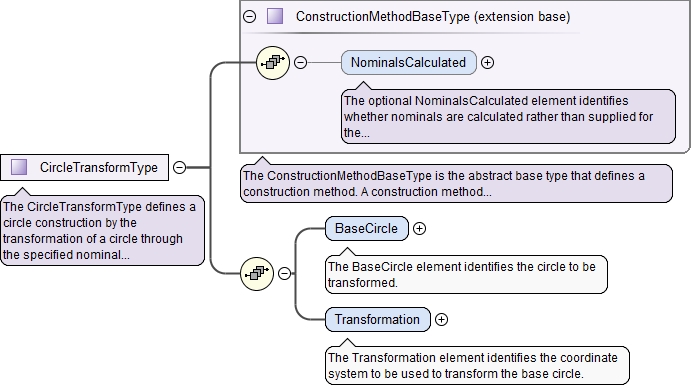 ConstructionMethodBaseType (extension base)
NominalsCalculated
The optional NominalsCalculated element identifies
whether nominals are calculated rather than supplied for
the...
CircleTransformType
The ConstructionMethodBaseType is the abstract base type that defines a
construction method. A construction method...
The CircleTransformType defines a
circle construction by the
transformation of a circle through
the specified nominal...
BaseCircle
The BaseCircle element identifies the circle to be
transformed.
Transformation
The Transformation element identifies the coordinate
system to be used to transform the base circle.